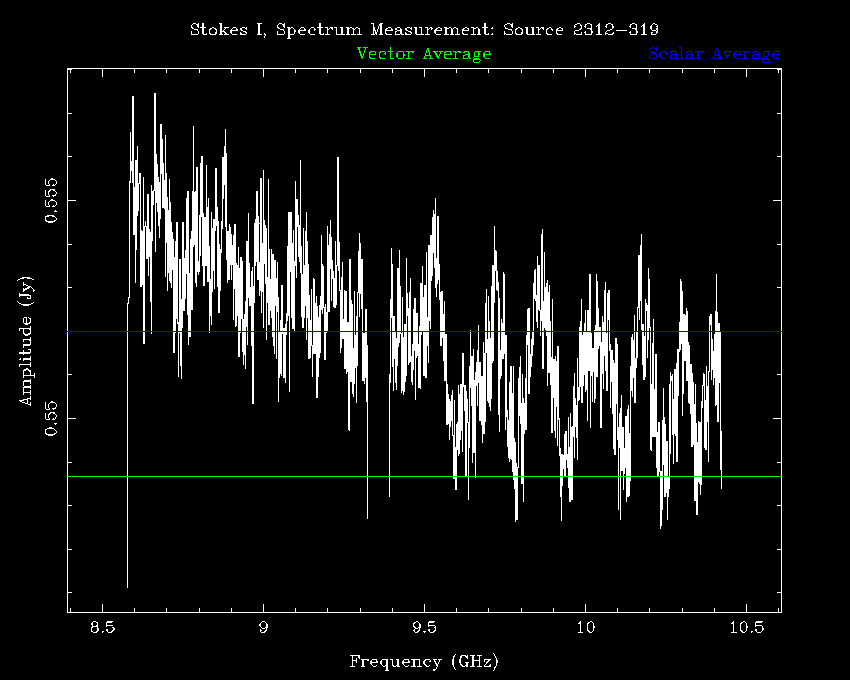 Stokes I, Spectrum Measurement: Source 2312−319
Vector Average Scalar Average
0.555
0.55
Amplitude (Jy)
8.5 9 9.5 10 10.5
Frequency (GHz)